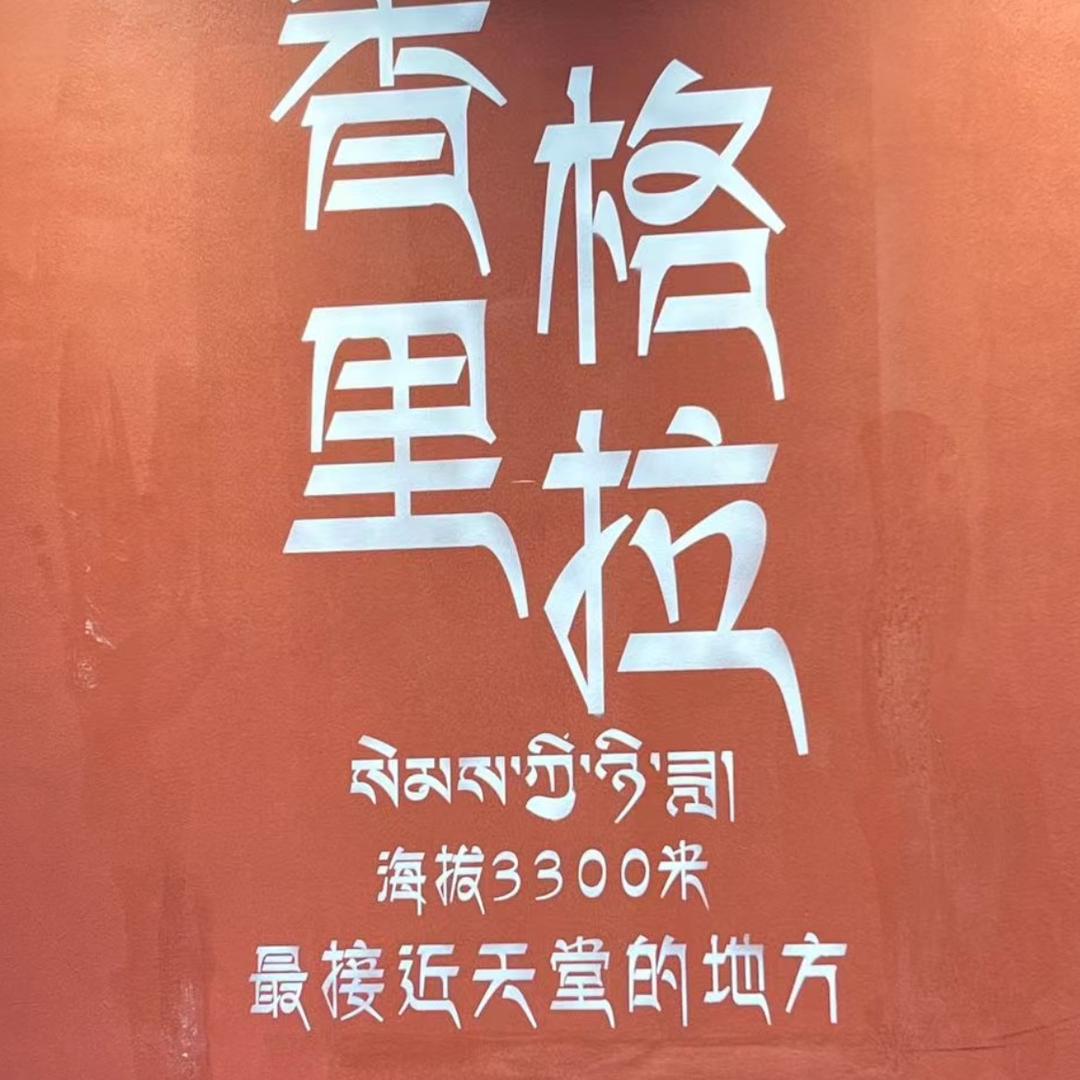 香格
里拉
སེམས་ཀྱི་ཉི་ཟླ།
海拔3300米
最接近天堂的地方